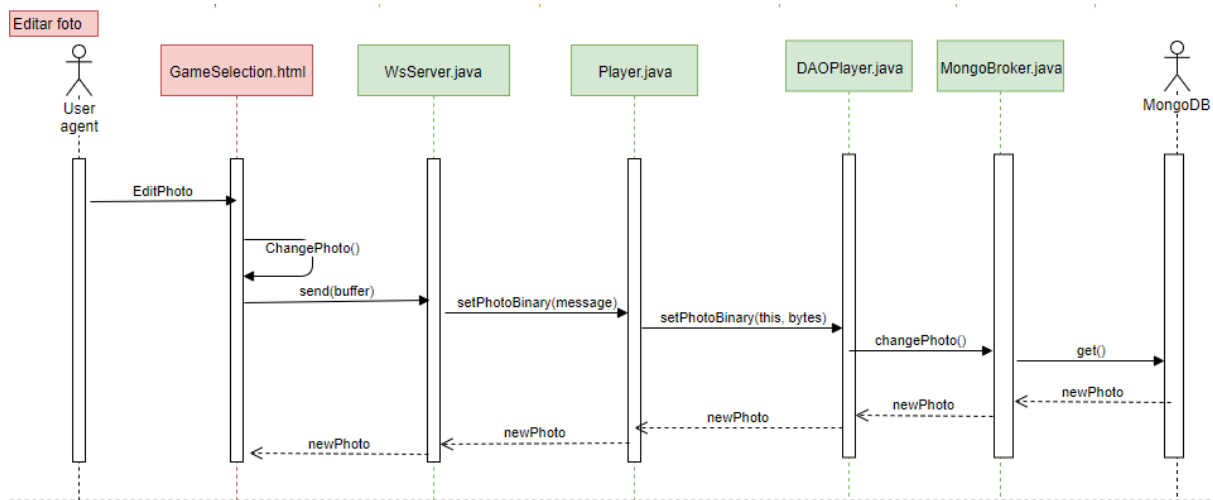 Editar foto
GameSelection.html
WsServer.java
Player.java
DAOPlayer.java
MongoBroker.java
User
agent
MongoDB
EditPhoto
ChangePhoto()
send(buffer)
setPhotoBinary(message)
setPhotoBinary(this, bytes)
changePhoto()
get()
newPhoto
newPhoto
newPhoto
newPhoto
newPhoto